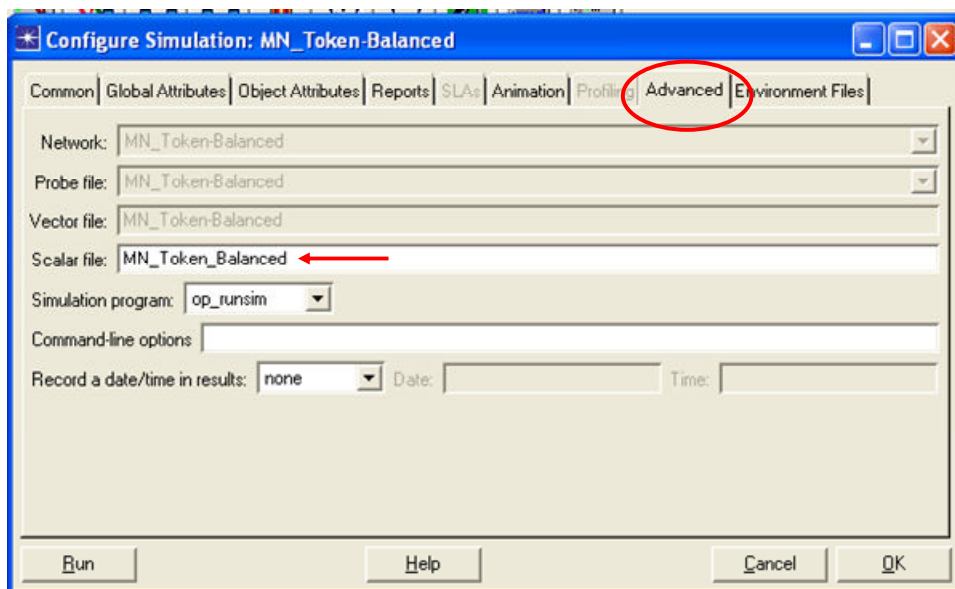 Configure Simulation: MN_Token-Balanced
Common Global Attributes Object Attributes Reports SLAs Animation Profiling Advanced Environment Files
Network: MN_Token-Balanced
Probe file: MN_Token-Balanced
Vector file: MN_Token-Balanced
Scalar file: MN_Token_Balanced
Simulation program: op_runsim
Command-line options
Record a date/time in results: none Date: Time:
Run Help Cancel OK